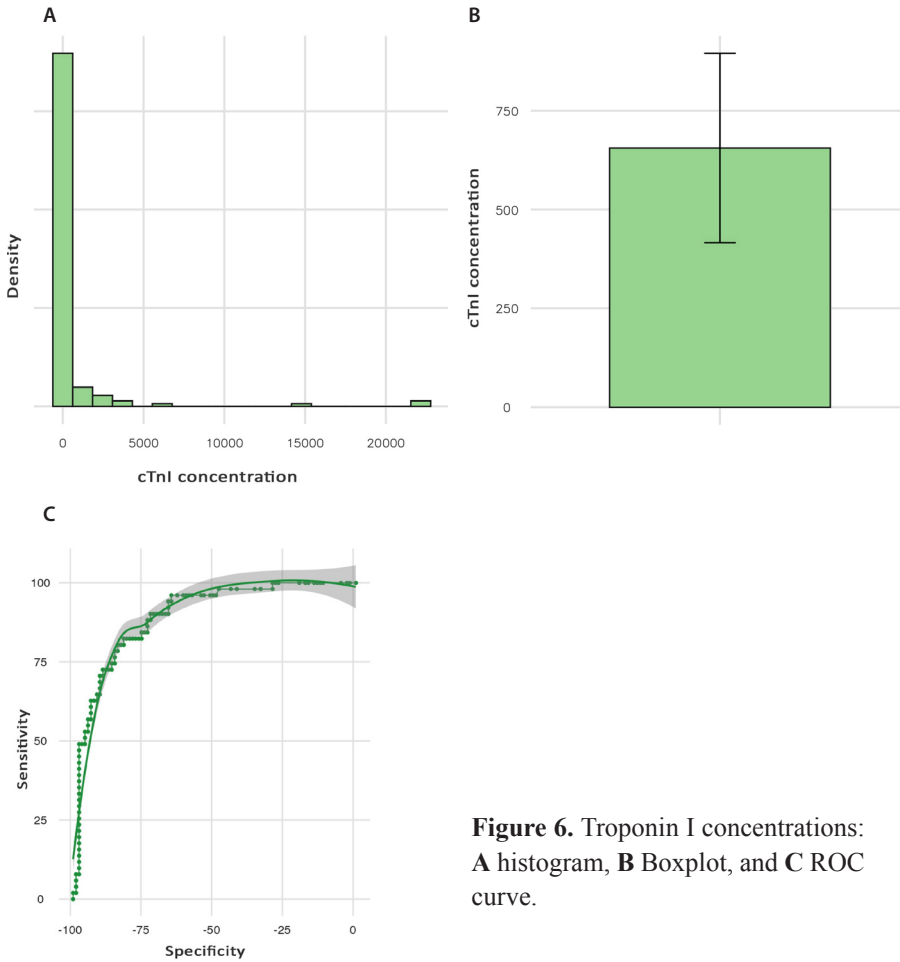 A
Density
0 5000 10000 15000 20000
cTnI concentration
B
cTnI concentration
750
500
250
0
C
Sensitivity
100
75
50
25
0
-100 -75 -50 -25 0
Specificity
Figure 6. Troponin I concentrations:
A histogram, B Boxplot, and C ROC
curve.